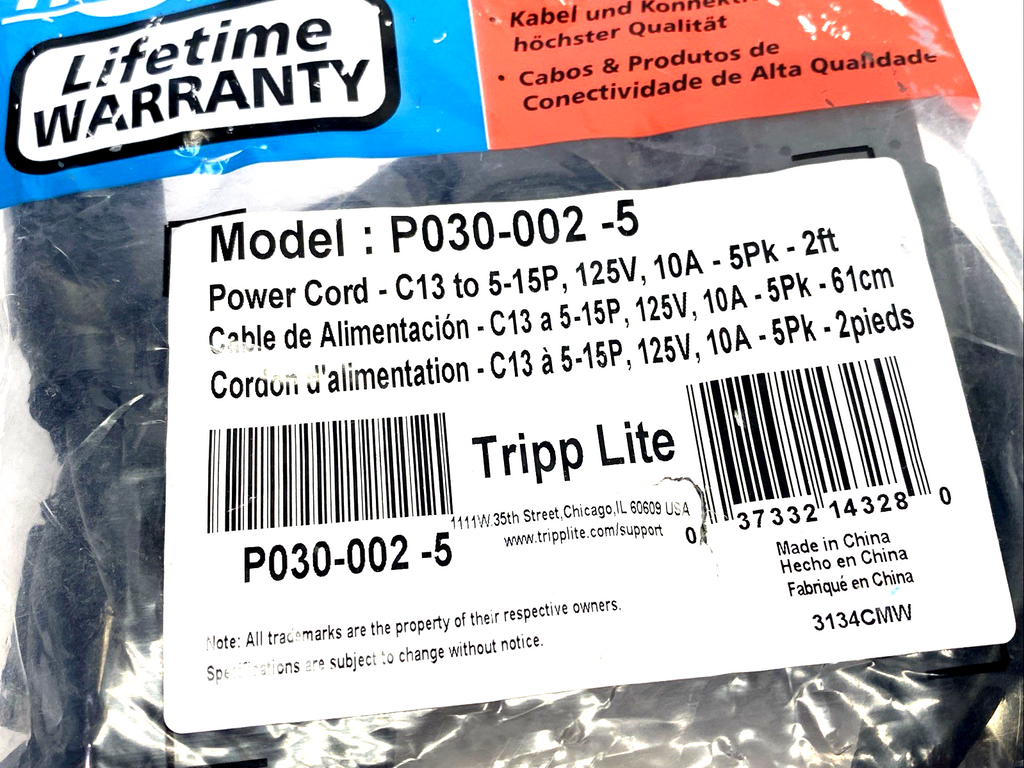 Lifetime
WARRANTY
• Kabel und
höchster Qualität
• Cabos & Produtos de
Conectividade de Alta Qualidade
Model : P030-002 -5
Power Cord - C13 to 5-15P, 125V, 10A - 5Pk - 2ft
Cable de Alimentación - C13 a 5-15P, 125V, 10A - 5Pk - 61cm
Cordon d'alimentation - C13 à 5-15P, 125V, 10A - 5Pk - 2pieds
Tripp Lite
1111W.35th Street,Chicago,IL 60609 USA
www.tripplite.com/support
P030-002 -5
0 37332 14328 0
Made in China
Hecho en China
Fabriqué en China
3134CMW
Note: All trademarks are the property of their respective owners.
Specifications are subject to change without notice.